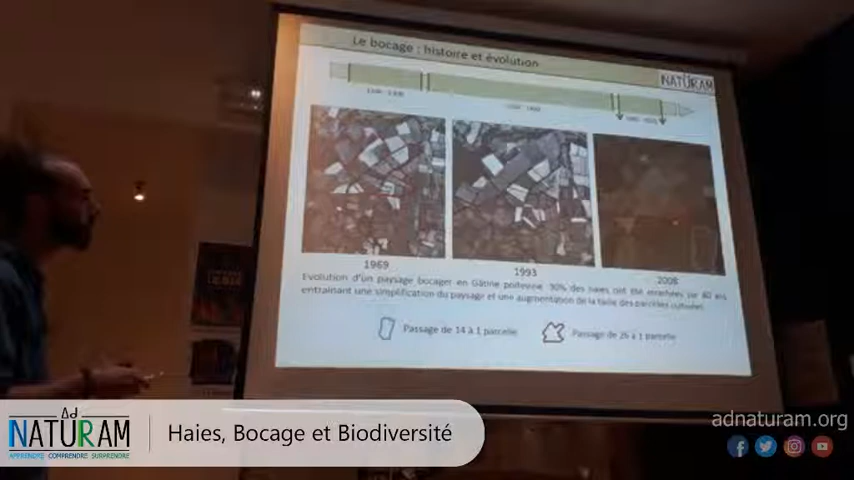 Le bocage : histoire et évolution
NATURAM
1969
1993
2008
Evolution d'un paysage bocager en Gâtine poitevine. 30% des haies ont été arrachées sur 40 ans
entrainant une simplification du paysage et une augmentation de la taille des parcelles cultivées.
Passage de 14 à 1 parcelle
Passage de 26 à 1 parcelle
Ad
NATURAM
APPRENDRE COMPRENDRE SURPRENDRE
Haies, Bocage et Biodiversité
adnaturam.org